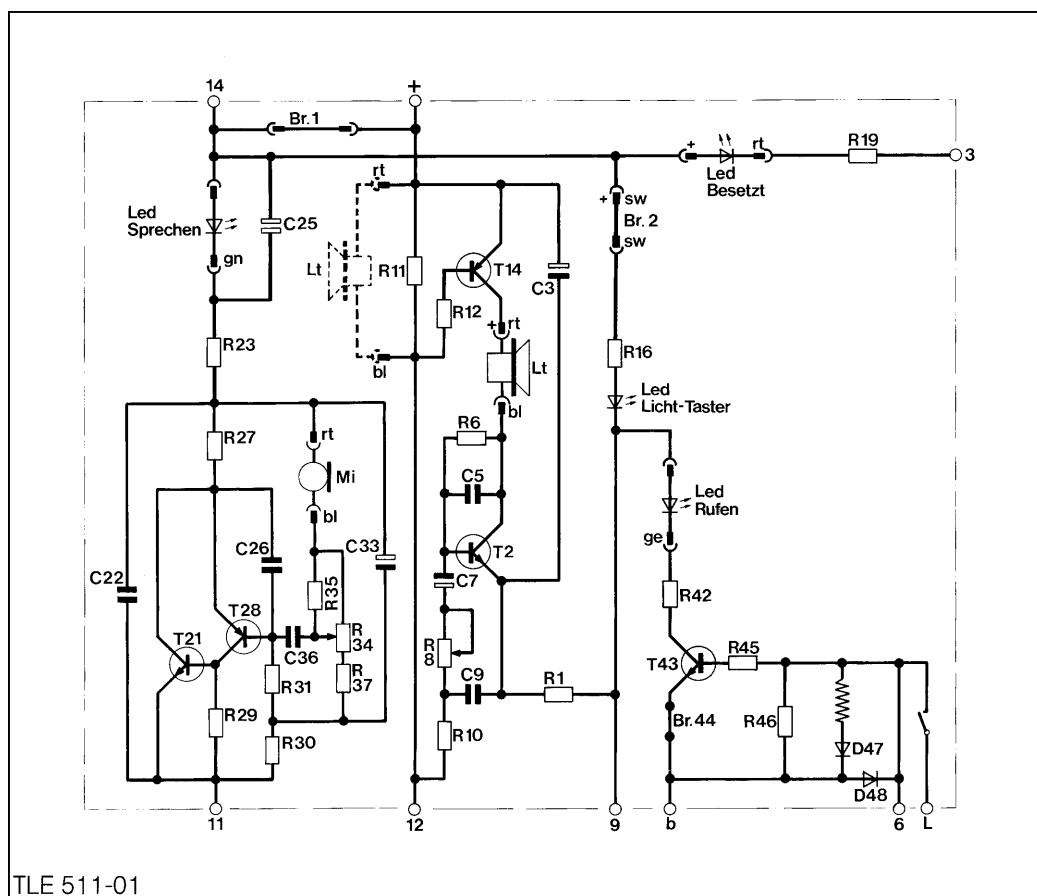 14
+
Br.1
R19
3
+
rt
Led
Besetzt
rt
+
sw
Br.2
sw
Led
Sprechen
C25
gn
Lt
R11
T14
C3
R12
+
rt
Lt
bl
bl
R23
R16
Led
Licht-Taster
R27
rt
Mi
bl
R6
C5
Led
Rufen
ge
C26
C33
T2
C22
R35
C7
R42
T28
R
34
R
8
T21
C36
T43
R45
R31
R
37
C9
R1
Br.44
R46
D47
R29
R30
R10
D48
11
12
9
b
6
L
TLE 511-01